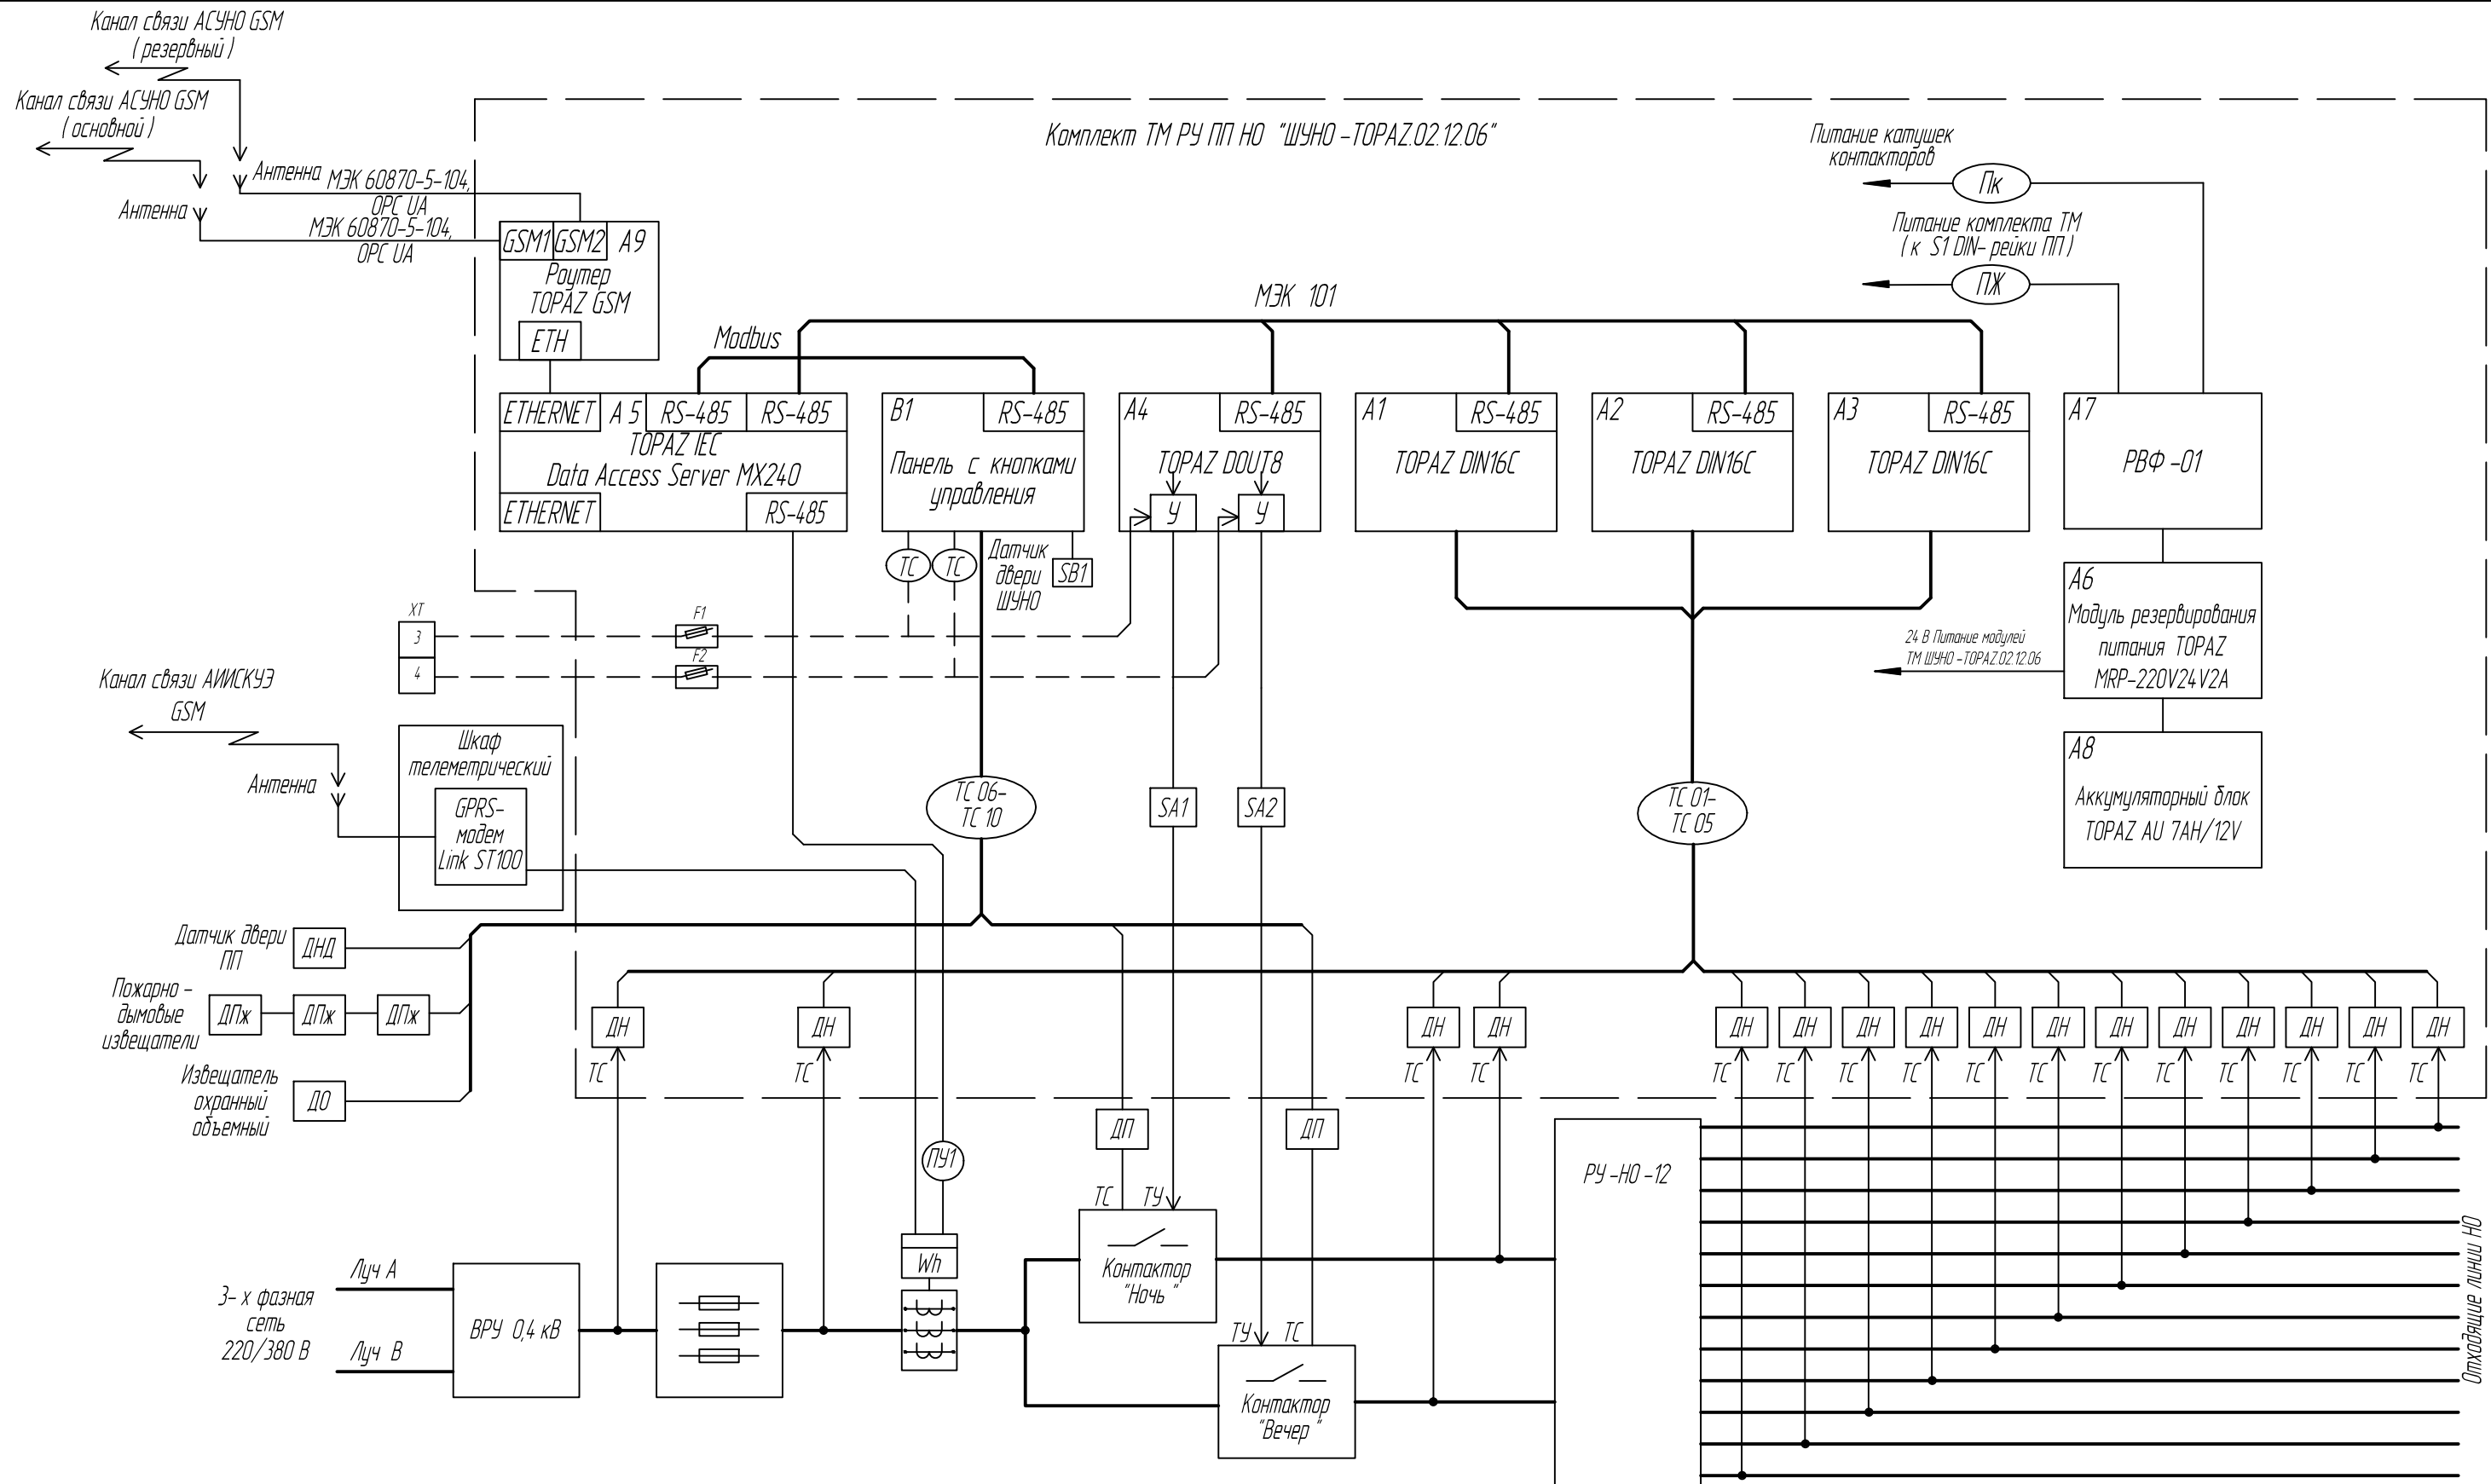 Канал связи АСУНО GSM
(резервный)
Канал связи АСУНО GSM
(основной)
Антенна
МЭК 60870-5-104,
OPC UA
Антенна
МЭК 60870-5-104,
OPC UA
Комплект ТМ РУ ПП НО "ШУНО-TOPAZ.02.12.06"
Питание катушек
контакторов
Пк
Питание комплекта ТМ
(к S1 DIN-рейки ПП)
ПЖ
GSM1 GSM2 A9
Роутер
TOPAZ GSM
ETH
Modbus
МЭК 101
ETHERNET A5 RS-485 RS-485
TOPAZ IEC
Data Access Server MX240
ETHERNET RS-485
B1 RS-485
Панель с кнопками
управления
A4 RS-485
TOPAZ DOUT8
У У
A1 RS-485
TOPAZ DIN16C
A2 RS-485
TOPAZ DIN16C
A3 RS-485
TOPAZ DIN16C
A7
РВФ-01
ТС ТС
Датчик
двери
ШУНО
SB1
XT
3
4
F1
F2
A6
Модуль резервирования
питания TOPAZ
MRP-220V24V2A
24 В Питание модулей
ТМ ШУНО-TOPAZ.02.12.06
A8
Аккумуляторный блок
TOPAZ AU 7AH/12V
Канал связи АИИСКУЭ
GSM
Антенна
Шкаф
телеметрический
GPRS-
модем
Link ST100
ТС 06-
ТС 10
SA1 SA2
ТС 01-
ТС 05
Датчик двери
ПП
ДНД
Пожарно-
дымовые
извещатели
ДПж ДПж ДПж
Извещатель
охранный
объемный
ДО
ДН ДН ДН ДН ДН ДН ДН ДН ДН ДН ДН ДН ДН ДН ДН ДН
ТС ТС ТС ТС ТС ТС ТС ТС ТС ТС ТС ТС ТС ТС ТС ТС
ДП ДП
ПУ1
РУ-НО-12
ТС ТУ
Wh
Контактор
"Ночь"
ТУ ТС
Контактор
"Вечер"
3-х фазная
сеть
220/380 В
Луч А
Луч В
ВРУ 0,4 кВ
Отходящие линии НО